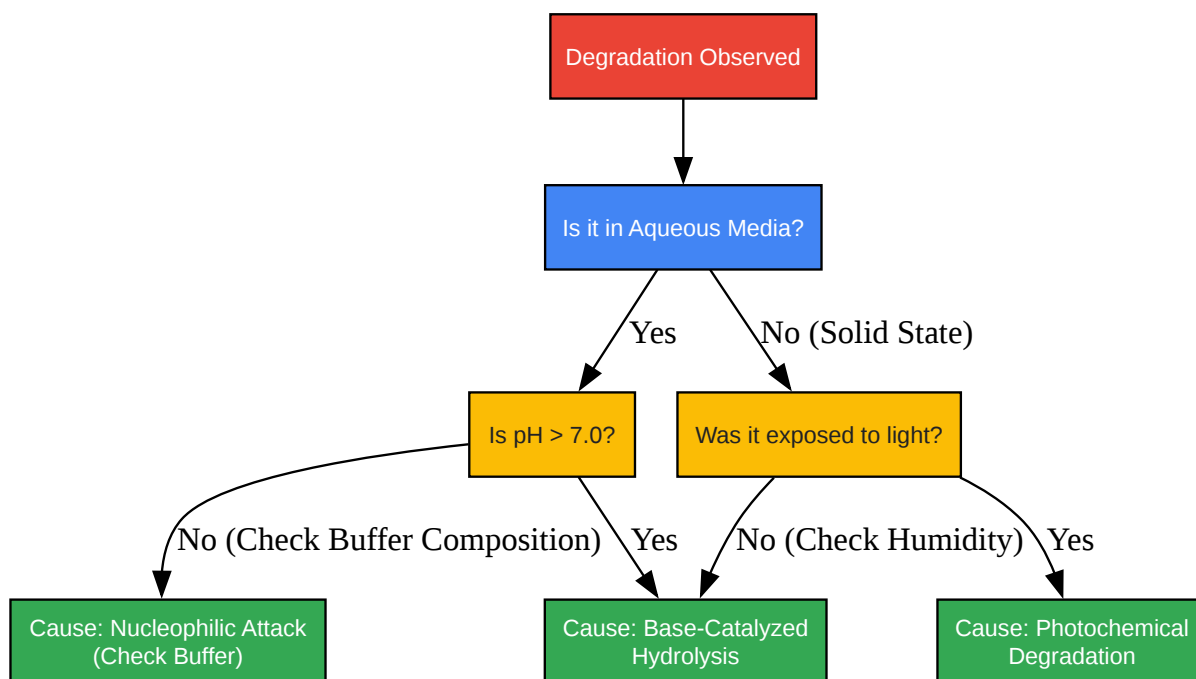 Degradation Observed
Is it in Aqueous Media?
Yes
No (Solid State)
Is pH > 7.0?
Was it exposed to light?
No (Check Buffer Composition)
Yes
No (Check Humidity)
Yes
Cause: Nucleophilic Attack
(Check Buffer)
Cause: Base-Catalyzed
Hydrolysis
Cause: Photochemical
Degradation